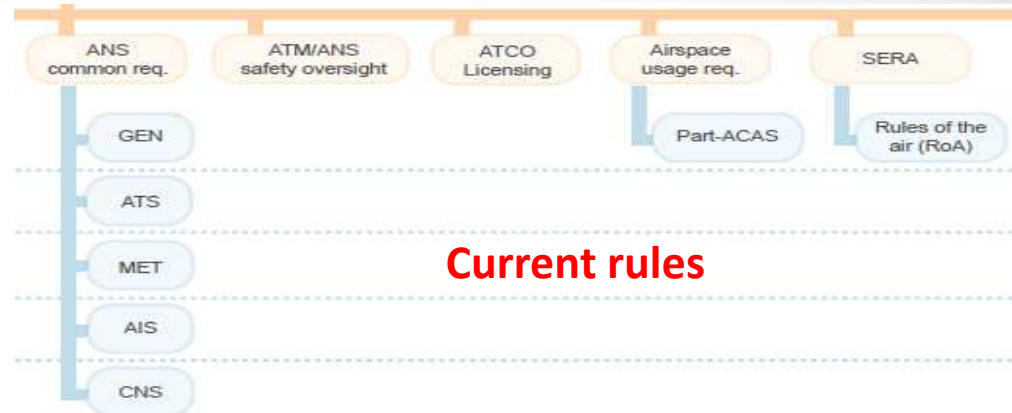 ANS
common req.
ATM/ANS
safety oversight
ATCO
Licensing
Airspace
usage req.
SERA
GEN
Part-ACAS
Rules of the
air (RoA)
ATS
MET
Current rules
AIS
CNS